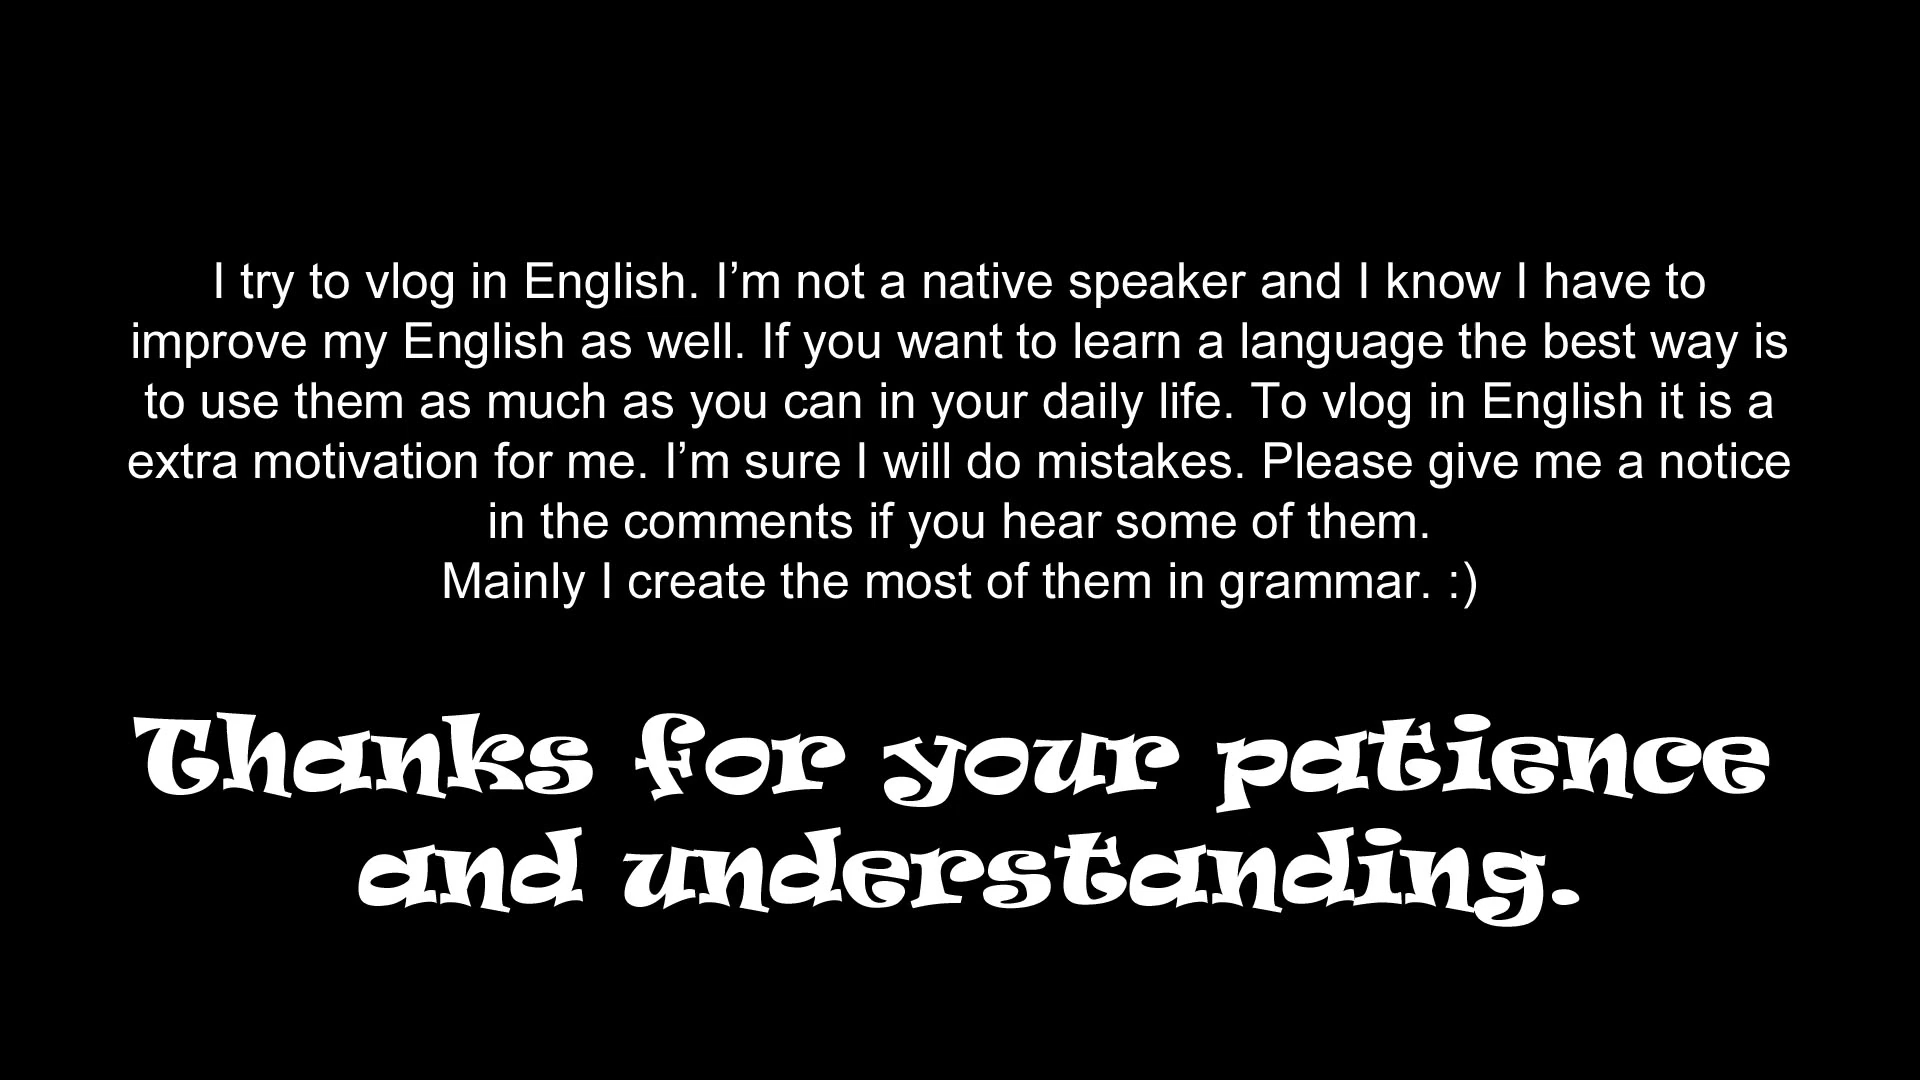 I try to vlog in English. I’m not a native speaker and I know I have to
improve my English as well. If you want to learn a language the best way is
to use them as much as you can in your daily life. To vlog in English it is a
extra motivation for me. I’m sure I will do mistakes. Please give me a notice
in the comments if you hear some of them.
Mainly I create the most of them in grammar. :)
Thanks for your patience
and understanding.